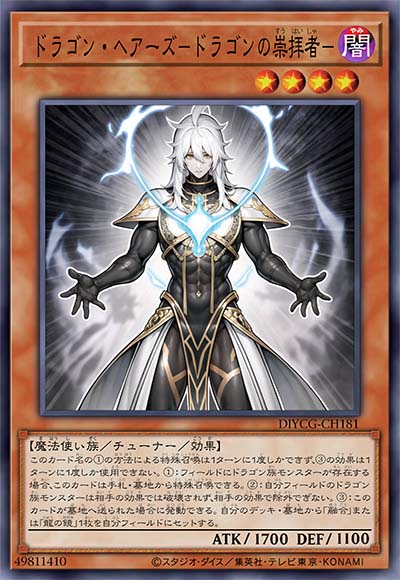 ドラゴン・ヘアーズードラゴンの崇拝者ー
すう はい しゃ
闇
やみ
DIYCG-CH181
【魔法使い族／チューナー／効果】
このカード名の①の方法による特殊召喚は1ターンに1度しかできず、③の効果は1
ターンに1度しか使用できない。①：フィールドにドラゴン族モンスターが存在する
場合、このカードは手札・墓地から特殊召喚できる。②：自分フィールドのドラゴン
族モンスターは相手の効果では破壊されず、相手の効果で除外できない。③：この
カードが墓地へ送られた場合に発動できる。自分のデッキ・墓地から「融合」また
は「龍の鏡」1枚を自分フィールドにセットする。
ATK / 1700 DEF / 1100
49811410
©スタジオ・ダイス／集英社・テレビ東京・KONAMI